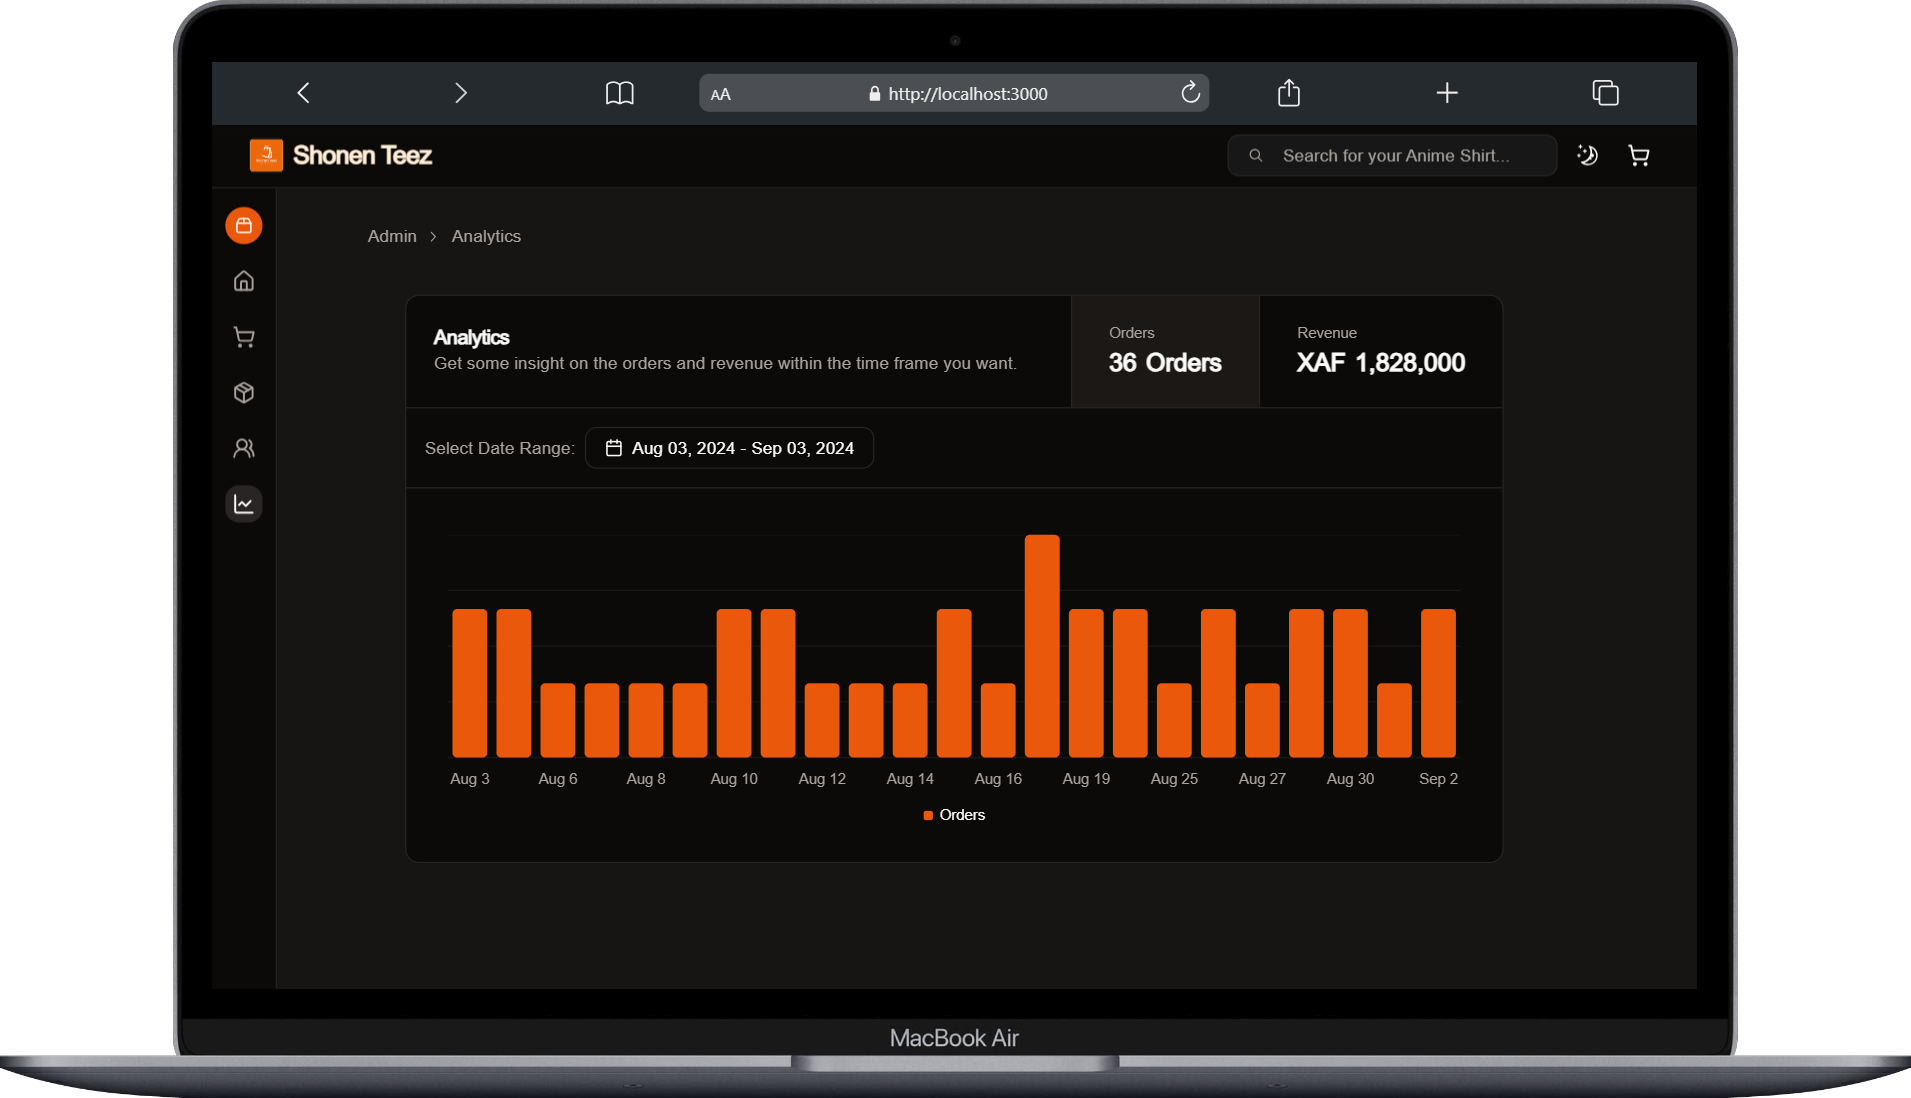 AA
http://localhost:3000
Shonen Teez
Search for your Anime Shirt...
Admin > Analytics
Analytics
Get some insight on the orders and revenue within the time frame you want.
Orders
36 Orders
Revenue
XAF 1,828,000
Select Date Range:
Aug 03, 2024 - Sep 03, 2024
Aug 3 Aug 6 Aug 8 Aug 10 Aug 12 Aug 14 Aug 16 Aug 19 Aug 25 Aug 27 Aug 30 Sep 2
Orders
MacBook Air